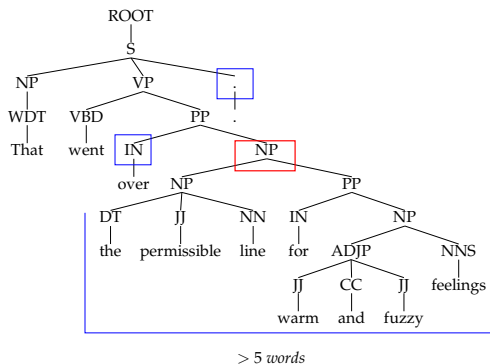 ROOT
S
NP VP .
WDT VBD PP .
That went IN NP
over NP PP
DT JJ NN IN NP
the permissible line for ADJP NNS
JJ CC JJ feelings
warm and fuzzy
> 5 words